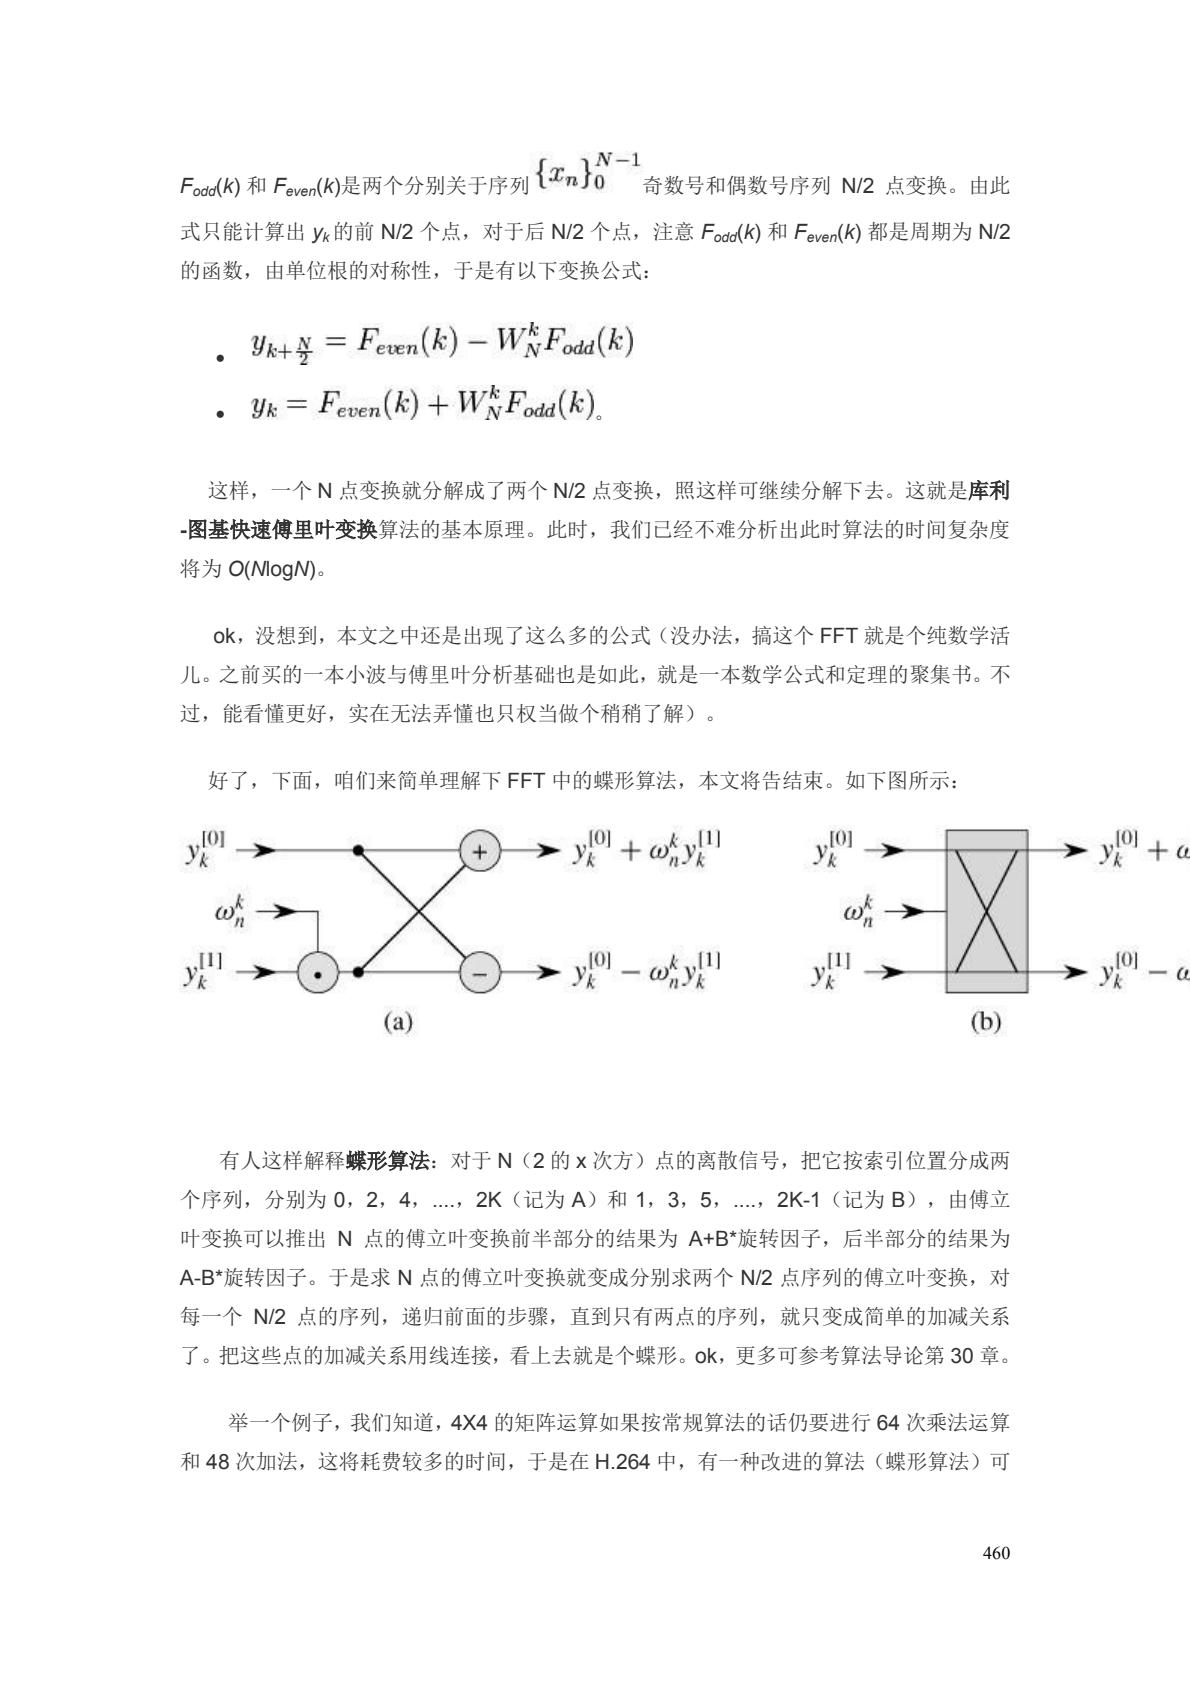 F_odd(k) 和 F_even(k)是两个分别关于序列 {x_n}_0^{N-1} 奇数号和偶数号序列 N/2 点变换。由此
式只能计算出 y_k 的前 N/2 个点，对于后 N/2 个点，注意 F_odd(k) 和 F_even(k) 都是周期为 N/2
的函数，由单位根的对称性，于是有以下变换公式：
• y_{k+N/2} = F_even(k) − W_N^k F_odd(k)
• y_k = F_even(k) + W_N^k F_odd(k)。
这样，一个 N 点变换就分解成了两个 N/2 点变换，照这样可继续分解下去。这就是库利
-图基快速傅里叶变换算法的基本原理。此时，我们已经不难分析出此时算法的时间复杂度
将为 O(NlogN)。
ok，没想到，本文之中还是出现了这么多的公式（没办法，搞这个 FFT 就是个纯数学活
儿。之前买的一本小波与傅里叶分析基础也是如此，就是一本数学公式和定理的聚集书。不
过，能看懂更好，实在无法弄懂也只权当做个稍稍了解）。
好了，下面，咱们来简单理解下 FFT 中的蝶形算法，本文将告结束。如下图所示：
y_k^{[0]} + y_k^{[0]} + ω_n^k y_k^{[1]}
ω_n^k
y_k^{[1]} · − y_k^{[0]} − ω_n^k y_k^{[1]}
(a)
y_k^{[0]} y_k^{[0]} + ω
ω_n^k
y_k^{[1]} y_k^{[0]} − ω
(b)
有人这样解释蝶形算法：对于 N（2 的 x 次方）点的离散信号，把它按索引位置分成两
个序列，分别为 0，2，4，....，2K（记为 A）和 1，3，5，....，2K-1（记为 B），由傅立
叶变换可以推出 N 点的傅立叶变换前半部分的结果为 A+B*旋转因子，后半部分的结果为
A-B*旋转因子。于是求 N 点的傅立叶变换就变成分别求两个 N/2 点序列的傅立叶变换，对
每一个 N/2 点的序列，递归前面的步骤，直到只有两点的序列，就只变成简单的加减关系
了。把这些点的加减关系用线连接，看上去就是个蝶形。ok，更多可参考算法导论第 30 章。
举一个例子，我们知道，4X4 的矩阵运算如果按常规算法的话仍要进行 64 次乘法运算
和 48 次加法，这将耗费较多的时间，于是在 H.264 中，有一种改进的算法（蝶形算法）可
460